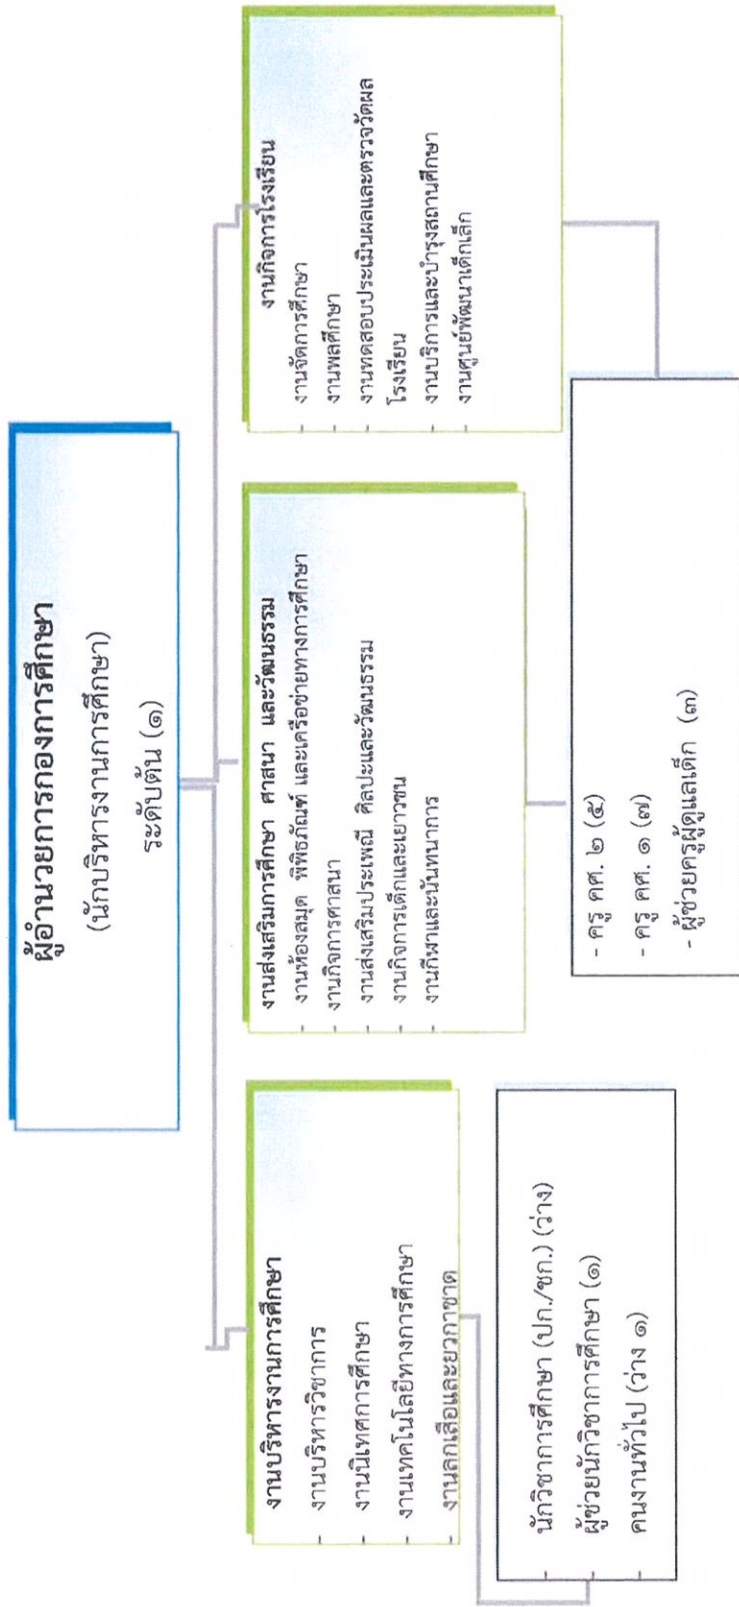 ผู้อำนวยการกองการศึกษา
(นักบริหารงานการศึกษา)
ระดับต้น (๑)
งานบริหารงานการศึกษา
- งานบริหารวิชาการ
- งานนิเทศการศึกษา
- งานเทคโนโลยีทางการศึกษา
- งานลูกเสือและยุวกาชาด
งานส่งเสริมการศึกษา ศาสนา และวัฒนธรรม
- งานห้องสมุด พิพิธภัณฑ์ และเครือข่ายทางการศึกษา
- งานกิจการศาสนา
- งานส่งเสริมประเพณี ศิลปะและวัฒนธรรม
- งานกิจการเด็กและเยาวชน
- งานกีฬาและนันทนาการ
งานกิจการโรงเรียน
- งานจัดการศึกษา
- งานพลศึกษา
- งานทดสอบประเมินผลและตรวจวัดผล
โรงเรียน
- งานบริการและบำรุงสถานศึกษา
- งานศูนย์พัฒนาเด็กเล็ก
- นักวิชาการศึกษา (ปก./ชก.) (ว่าง)
- ผู้ช่วยนักวิชาการศึกษา (๑)
- คนงานทั่วไป (ว่าง ๑)
- ครู คศ. ๒ (๕)
- ครู คศ. ๑ (๗)
- ผู้ช่วยครูผู้ดูแลเด็ก (๓)